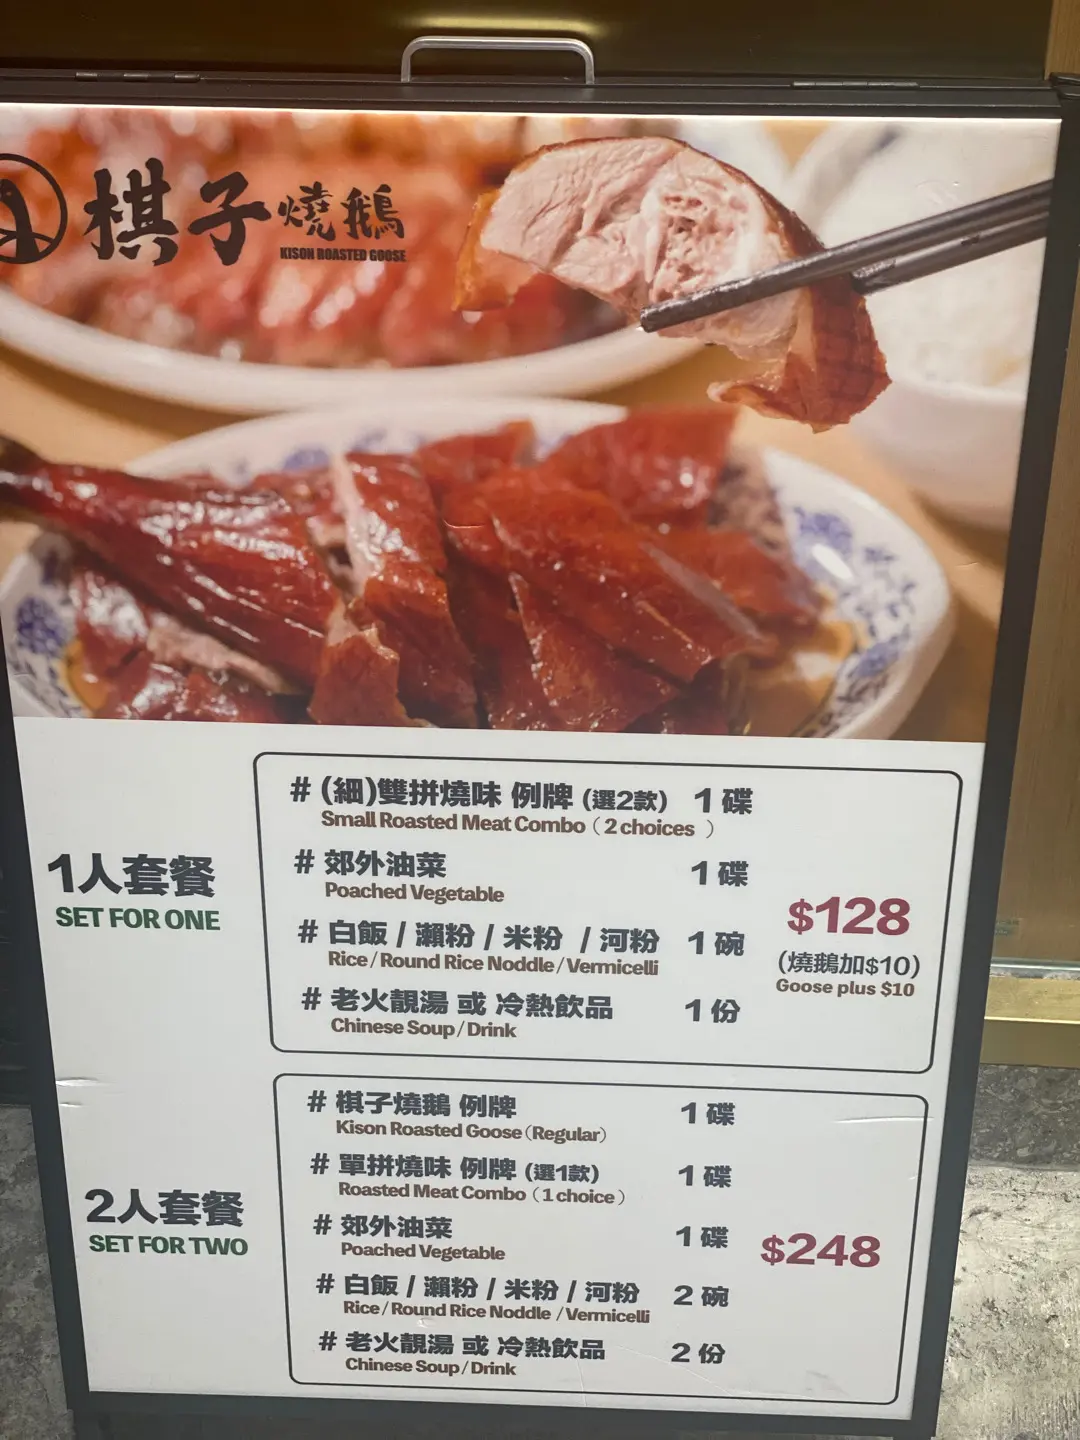 棋子燒鵝
KISON ROASTED GOOSE
1人套餐
SET FOR ONE
# (細)雙拼燒味 例牌 (選2款) 1 碟
Small Roasted Meat Combo ( 2 choices )
# 郊外油菜 1 碟
Poached Vegetable
# 白飯 / 瀨粉 / 米粉 / 河粉 1 碗
Rice / Round Rice Noddle / Vermicelli
# 老火靚湯 或 冷熱飲品 1 份
Chinese Soup / Drink
$128
(燒鵝加$10)
Goose plus $10
2人套餐
SET FOR TWO
# 棋子燒鵝 例牌 1 碟
Kison Roasted Goose (Regular)
# 單拼燒味 例牌 (選1款) 1 碟
Roasted Meat Combo ( 1 choice )
# 郊外油菜 1 碟
Poached Vegetable
# 白飯 / 瀨粉 / 米粉 / 河粉 2 碗
Rice / Round Rice Noddle / Vermicelli
# 老火靚湯 或 冷熱飲品 2 份
Chinese Soup / Drink
$248